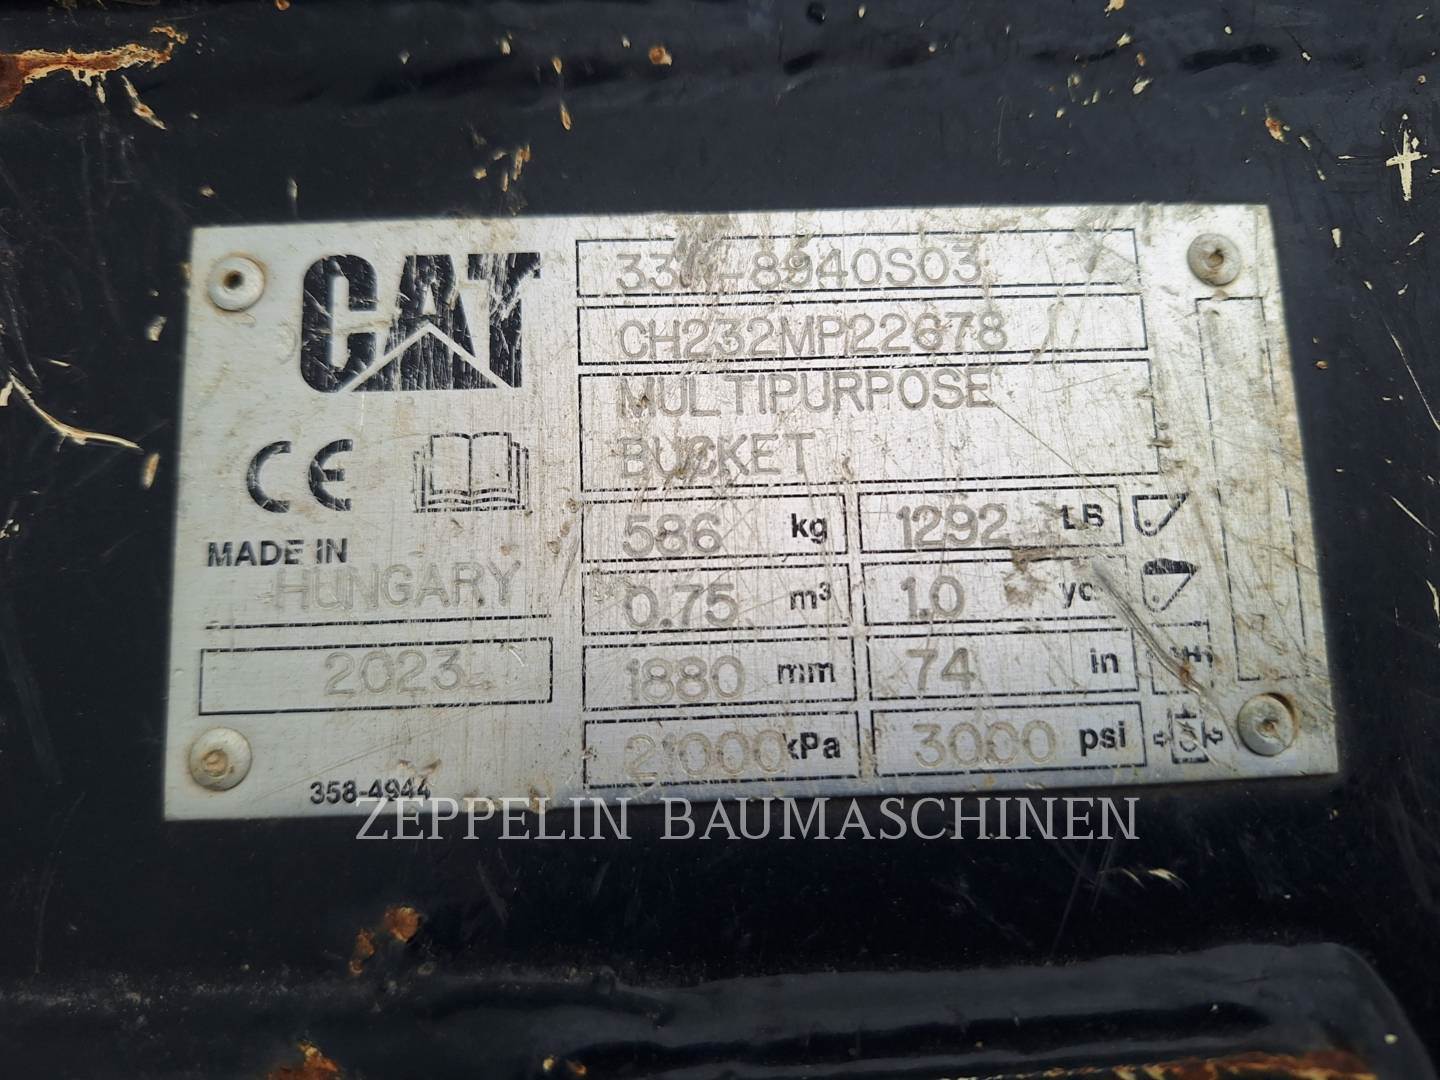 CAT
8940S03
CH232MP22678
MULTIPURPOSE
BUCKET
CE
MADE IN
HUNGARY
2023
586 kg 1292 LB
0.75 m³ 1.0
1880 mm 74 in
21000 kPa 3000 psi
358-4944
ZEPPELIN BAUMASCHINEN